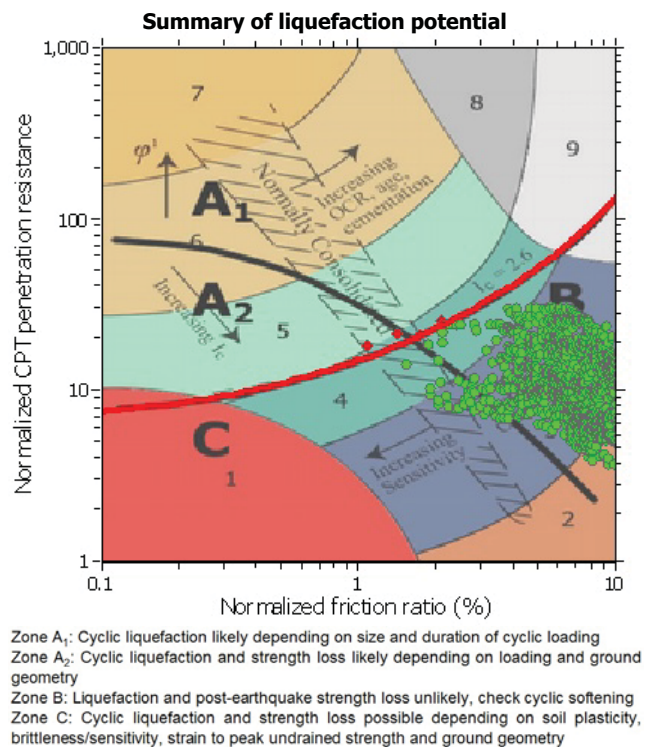 Summary of liquefaction potential
1,000
7
8
9
φ'
A₁
Increasing
OCR, age,
cementation
Normally Consolidated
Normalized CPT penetration resistance
100
6
I꜀ = 2.6
A₂
B
Increasing I꜀
5
10
4
C
1
Increasing
Sensitivity
2
1
0.1
1
10
Normalized friction ratio (%)
Zone A₁: Cyclic liquefaction likely depending on size and duration of cyclic loading
Zone A₂: Cyclic liquefaction and strength loss likely depending on loading and ground
geometry
Zone B: Liquefaction and post-earthquake strength loss unlikely, check cyclic softening
Zone C: Cyclic liquefaction and strength loss possible depending on soil plasticity,
brittleness/sensitivity, strain to peak undrained strength and ground geometry